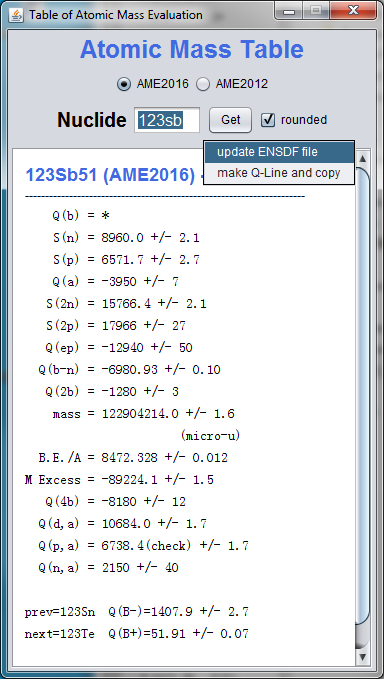 Table of Atomic Mass Evaluation
Atomic Mass Table
AME2016 AME2012
Nuclide 123sb Get rounded
update ENSDF file
make Q-Line and copy
123Sb51 (AME2016) -
-----------------------------------------------------------------
Q(b) = *
S(n) = 8960.0 +/- 2.1
S(p) = 6571.7 +/- 2.7
Q(a) = -3950 +/- 7
S(2n) = 15766.4 +/- 2.1
S(2p) = 17966 +/- 27
Q(ep) = -12940 +/- 50
Q(b-n) = -6980.93 +/- 0.10
Q(2b) = -1280 +/- 3
mass = 122904214.0 +/- 1.6
(micro-u)
B.E./A = 8472.328 +/- 0.012
M Excess = -89224.1 +/- 1.5
Q(4b) = -8180 +/- 12
Q(d,a) = 10684.0 +/- 1.7
Q(p,a) = 6738.4(check) +/- 1.7
Q(n,a) = 2150 +/- 40
prev=123Sn Q(B-)=1407.9 +/- 2.7
next=123Te Q(B+)=51.91 +/- 0.07